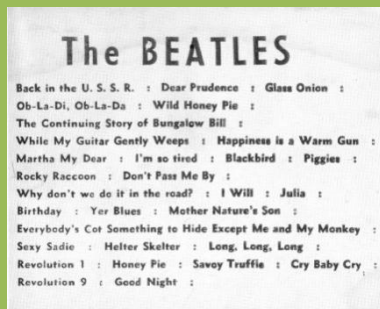 The BEATLES
Back in the U. S. S. R. : Dear Prudence : Glass Onion :
Ob-La-Di, Ob-La-Da : Wild Honey Pie :
The Continuing Story of Bungalow Bill :
While My Guitar Gently Weeps : Happiness is a Warm Gun :
Martha My Dear : I'm so tired : Blackbird : Piggies :
Rocky Raccoon : Don't Pass Me By :
Why don't we do it in the road? : I Will : Julia :
Birthday : Yer Blues : Mother Nature's Son :
Everybody's Got Something to Hide Except Me and My Monkey :
Sexy Sadie : Helter Skelter : Long, Long, Long :
Revolution 1 : Honey Pie : Savoy Truffle : Cry Baby Cry :
Revolution 9 : Good Night :